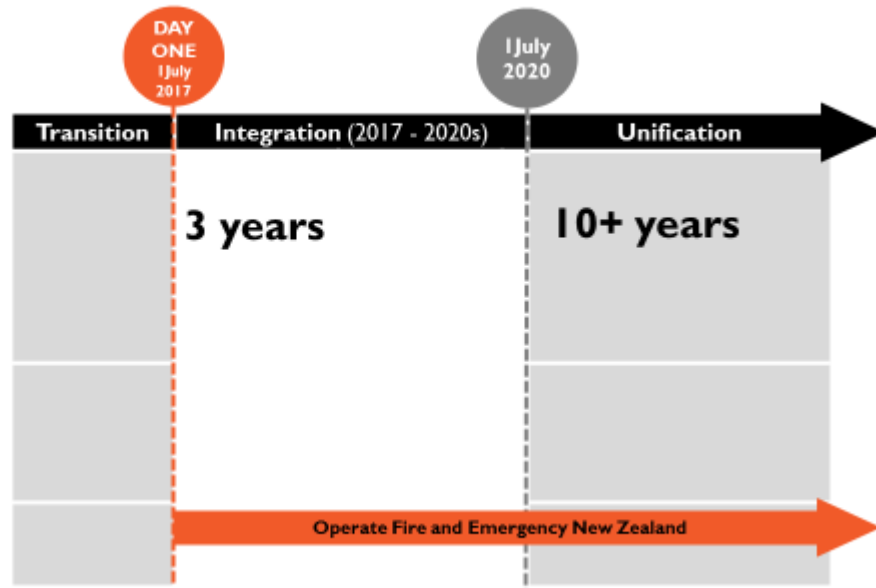 DAY
ONE
1 July
2017
1 July
2020
Transition
Integration (2017 - 2020s)
Unification
3 years
10+ years
Operate Fire and Emergency New Zealand